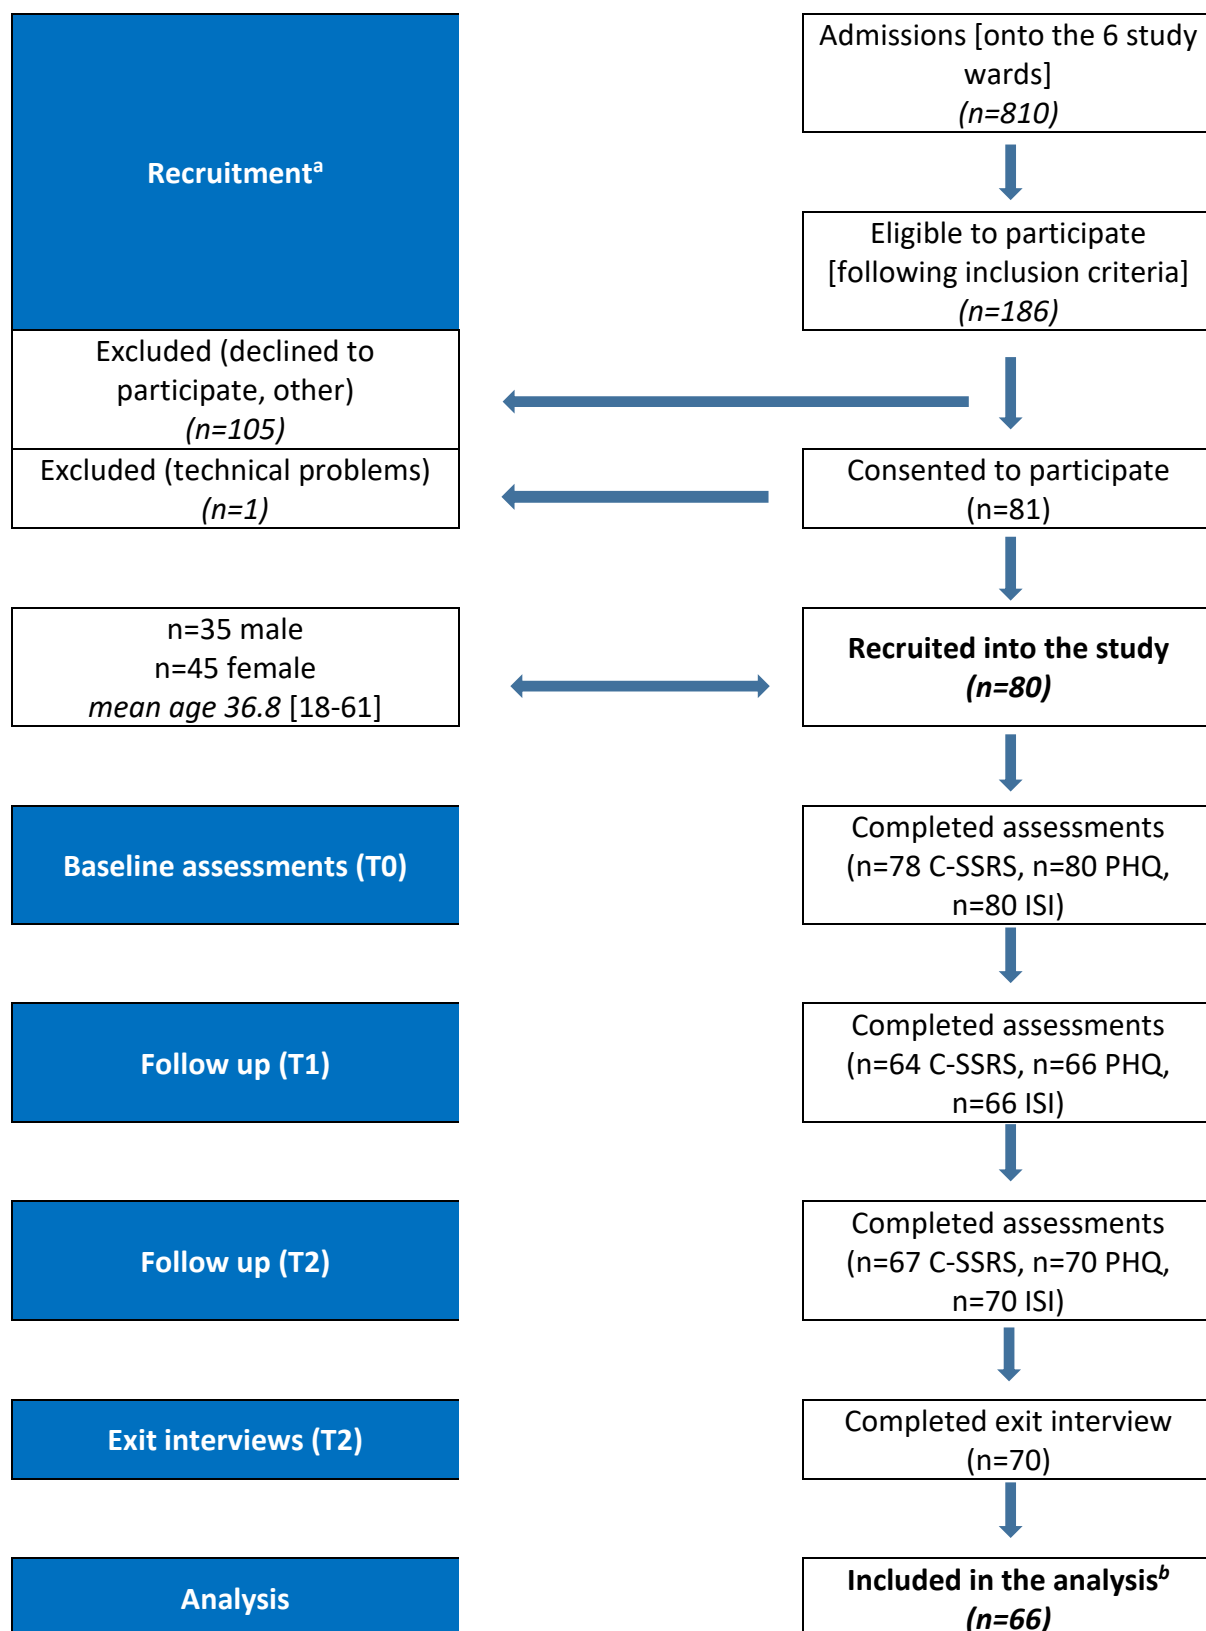 Admissions [onto the 6 study
wards]
(n=810)
Recruitmentᵃ
Eligible to participate
[following inclusion criteria]
(n=186)
Excluded (declined to
participate, other)
(n=105)
Excluded (technical problems)
(n=1)
Consented to participate
(n=81)
n=35 male
n=45 female
mean age 36.8 [18-61]
Recruited into the study
(n=80)
Baseline assessments (T0)
Completed assessments
(n=78 C-SSRS, n=80 PHQ,
n=80 ISI)
Follow up (T1)
Completed assessments
(n=64 C-SSRS, n=66 PHQ,
n=66 ISI)
Follow up (T2)
Completed assessments
(n=67 C-SSRS, n=70 PHQ,
n=70 ISI)
Exit interviews (T2)
Completed exit interview
(n=70)
Analysis
Included in the analysisᵇ
(n=66)